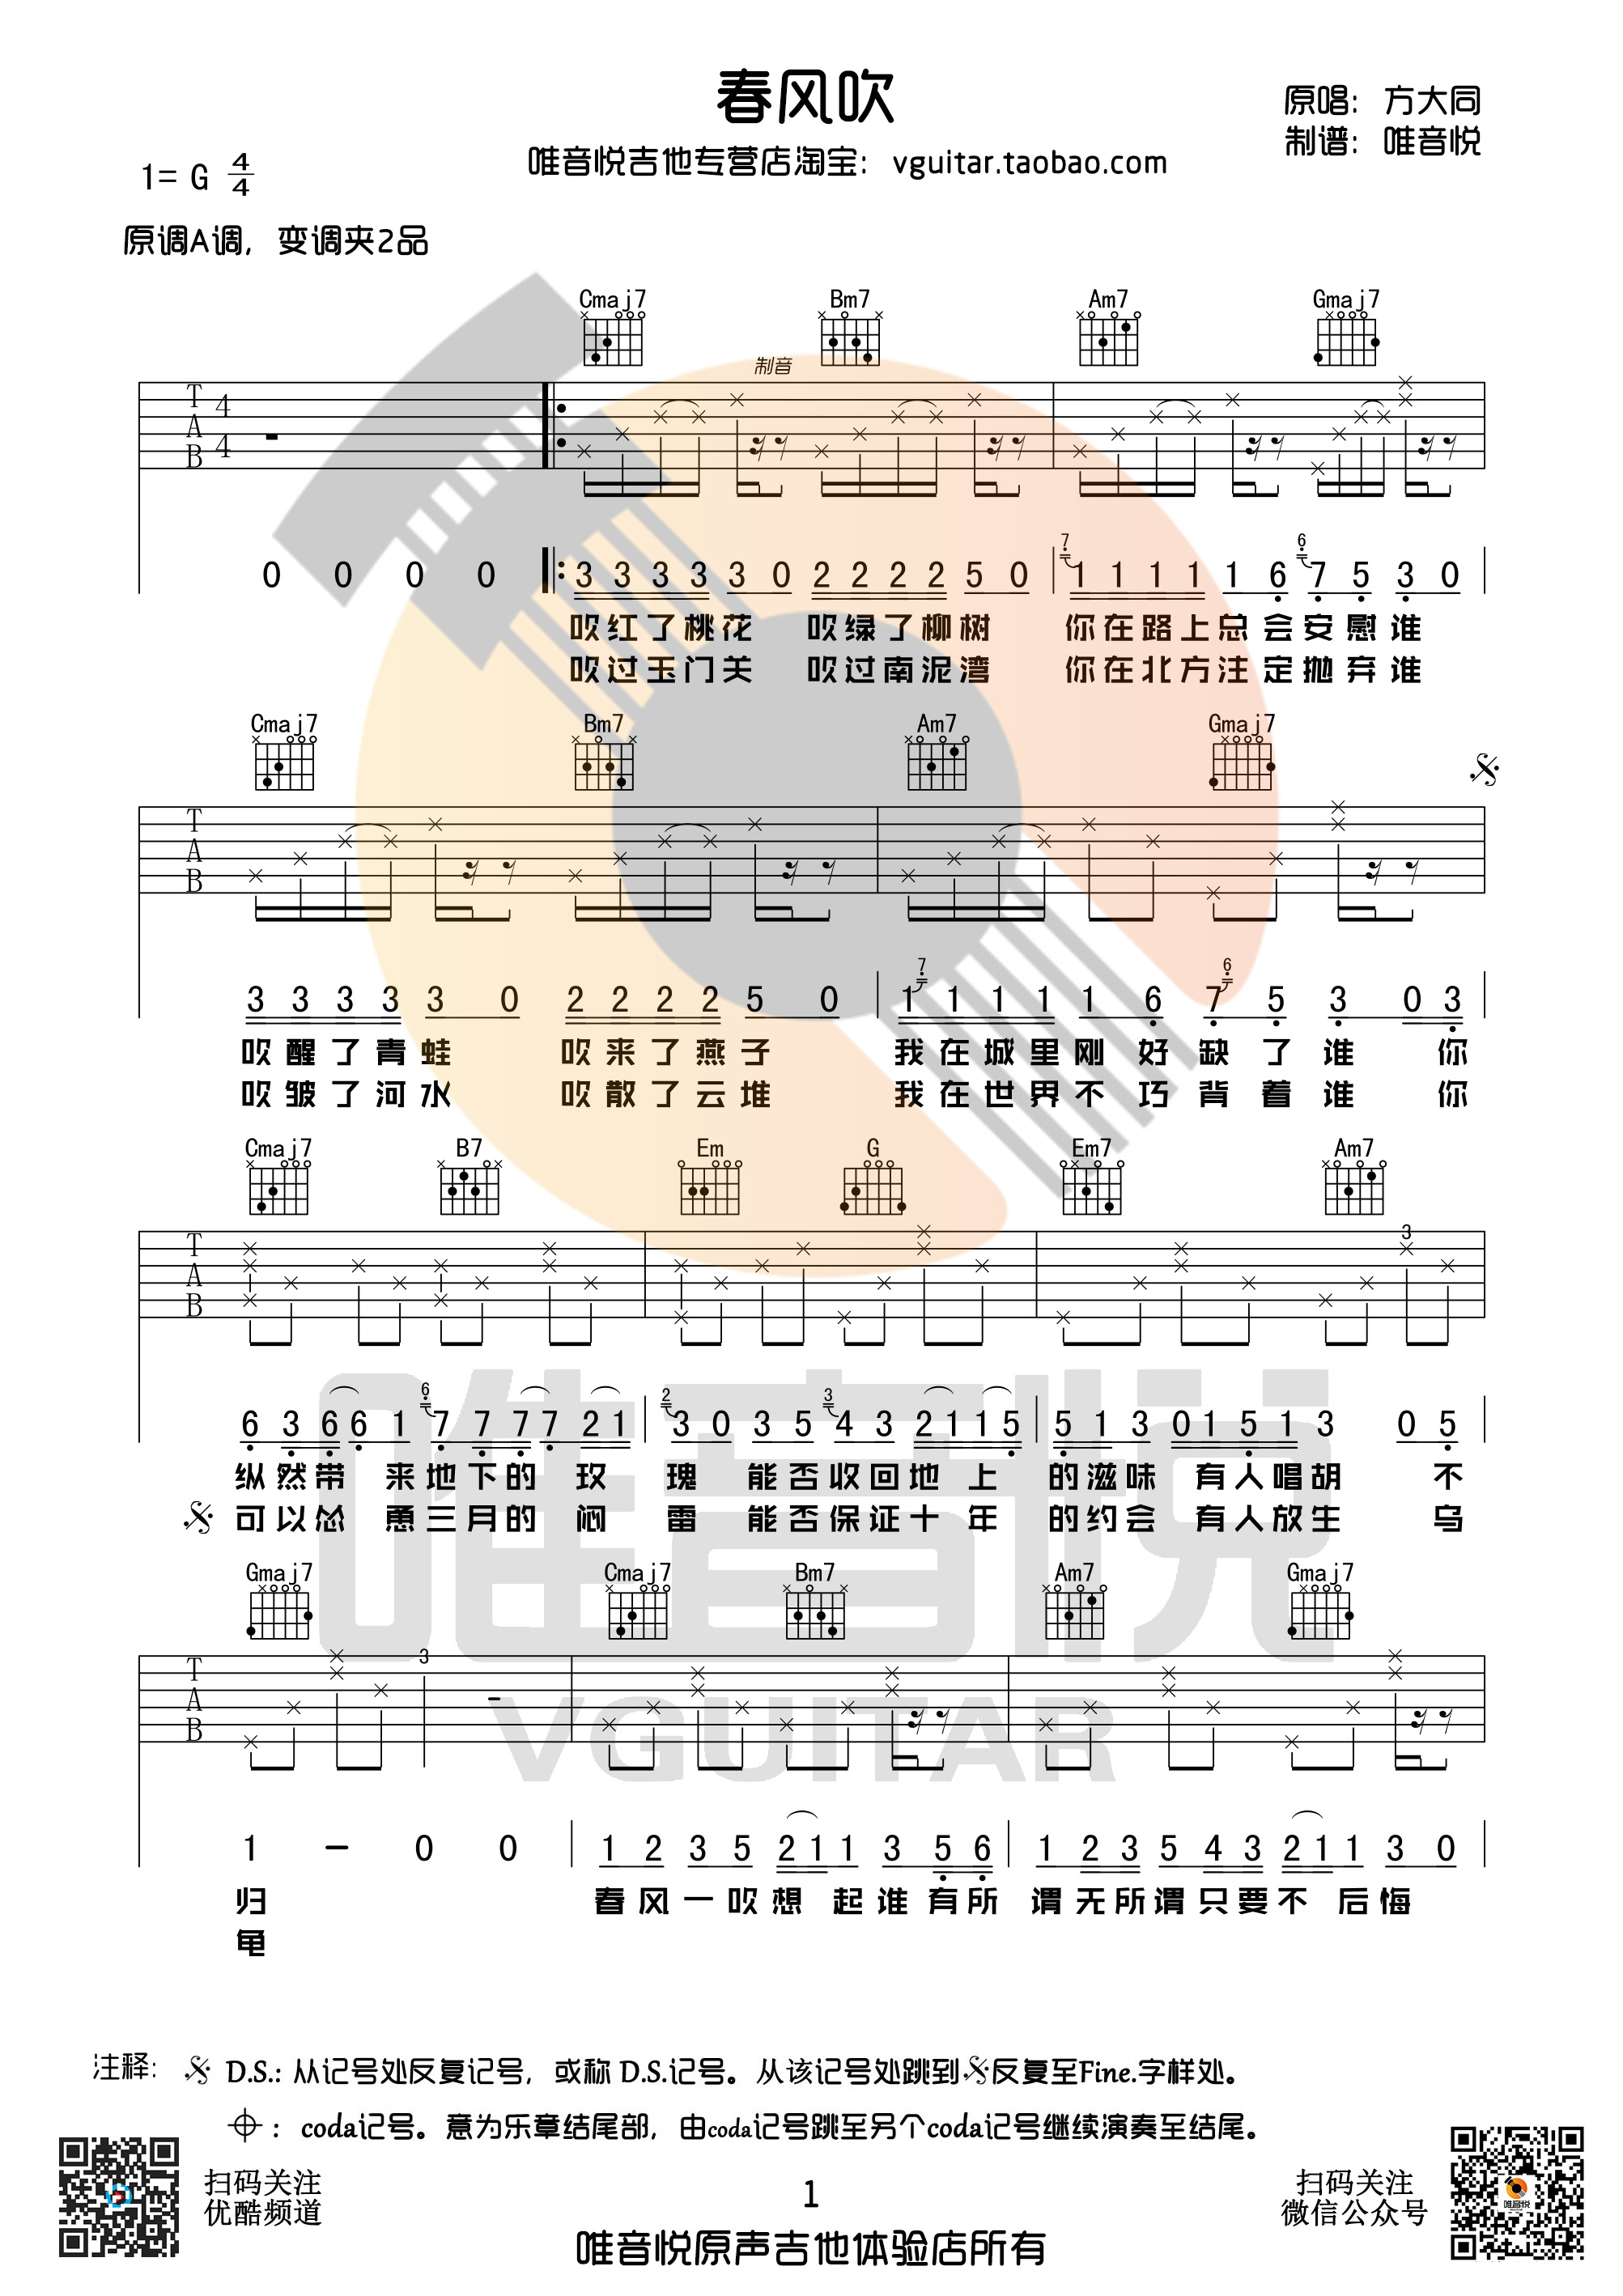 春风吹
原唱：方大同
制谱：唯音悦
唯音悦吉他专营店淘宝：vguitar.taobao.com
1= G 4/4
原调A调，变调夹2品
Cmaj7 Bm7 Am7 Gmaj7
制音
T A B 4/4
0 0 0 0 3 3 3 3 3 0 2 2 2 2 5 0 7 1 1 1 1 1 6 6 7 5 3 0
吹红了桃花 吹绿了柳树 你在路上总会安慰谁
吹过玉门关 吹过南泥湾 你在北方注定抛弃谁
Cmaj7 Bm7 Am7 Gmaj7
T A B
3 3 3 3 3 0 2 2 2 2 5 0 1 7 1 1 1 1 6 7 6 5 3 0 3
吹醒了青蛙 吹来了燕子 我在城里刚好缺了谁 你
吹皱了河水 吹散了云堆 我在世界不巧背着谁 你
Cmaj7 B7 Em G Em7 Am7
3
T A B
6 3 6 6 1 6 7 7 7 7 2 1 2 3 0 3 5 3 4 3 2 1 1 5 5 1 3 0 1 5 1 3 0 5
纵然带 来地下的 玫 瑰 能否收回地上 的滋味 有人唱胡 不
可以怂 恿三月的 闷 雷 能否保证十年 的约会 有人放生 乌
Gmaj7 Cmaj7 Bm7 Am7 Gmaj7
3
T A B
1 - 0 0 1 2 3 5 2 1 1 3 5 6 1 2 3 5 4 3 2 1 1 3 0
归 春风一吹想 起谁有所 谓无所谓只要不 后悔
龟
注释： D.S.: 从记号处反复记号，或称 D.S.记号。从该记号处跳到 反复至Fine.字样处。
： coda记号。意为乐章结尾部，由coda记号跳至另个coda记号继续演奏至结尾。
扫码关注
优酷频道
1
扫码关注
微信公众号
唯音悦原声吉他体验店所有
唯音悦
VGUITAR
唯音悦